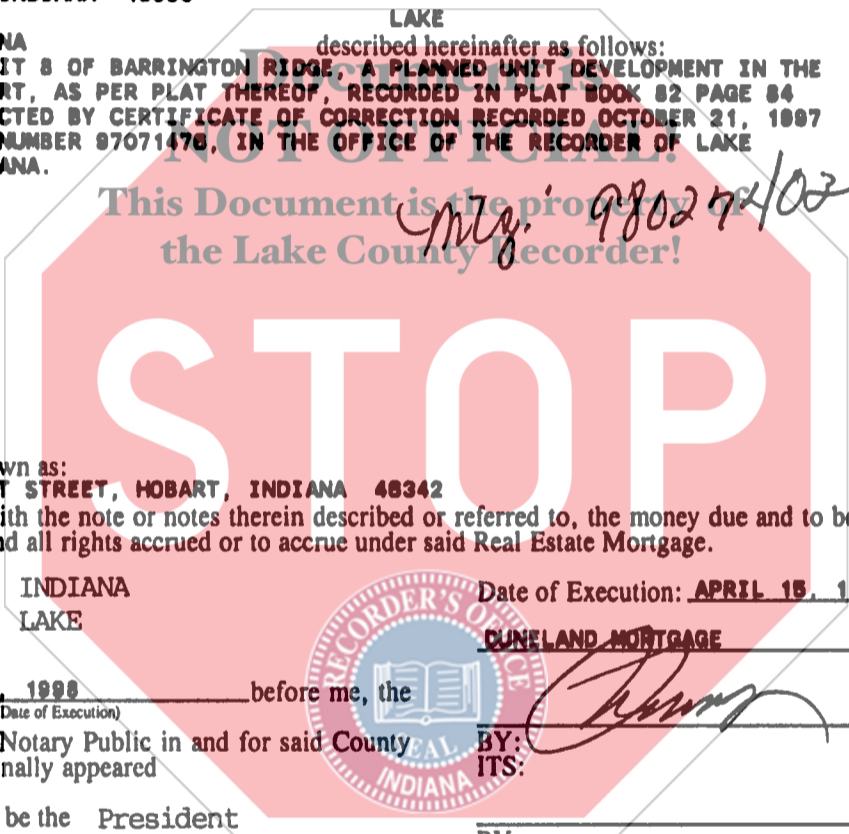 LAKE
NA described hereinafter as follows:
IT 8 OF BARRINGTON RIDGE, A PLANNED UNIT DEVELOPMENT IN THE
RT, AS PER PLAT THEREOF, RECORDED IN PLAT BOOK 82 PAGE 84
CTED BY CERTIFICATE OF CORRECTION RECORDED OCTOBER 21, 1997
NUMBER 97071476, IN THE OFFICE OF THE RECORDER OF LAKE
ANA.
Document is
NOT OFFICIAL!
This Document is the property of
the Lake County Recorder!
Mtg. 98027402
STOP
wn as:
T STREET, HOBART, INDIANA 46342
ith the note or notes therein described or referred to, the money due and to be
nd all rights accrued or to accrue under said Real Estate Mortgage.
INDIANA Date of Execution: APRIL 15, 1
LAKE
DUNELAND MORTGAGE
, 1998 before me, the
Date of Execution)
Notary Public in and for said County BY:
nally appeared ITS:
be the President
RECORDER'S OFFICE
SEAL
INDIANA